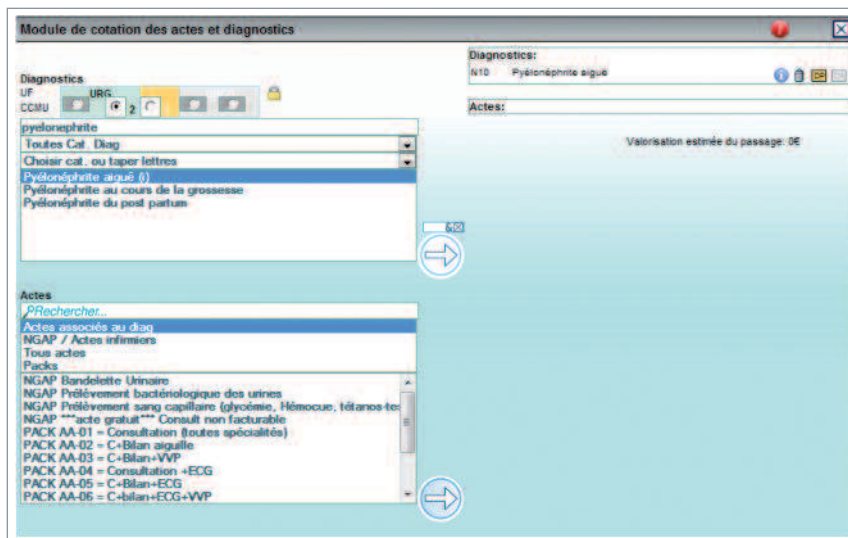 Module de cotation des actes et diagnostics
Diagnostics
UF URG
CCMU 2
pyelonephrite
Toutes Cat. Diag
Choisir cat. ou taper lettres
Pyélonéphrite aiguë (i)
Pyélonéphrite au cours de la grossesse
Pyélonéphrite du post partum
Actes
Rechercher...
Actes associés au diag
NGAP / Actes infirmiers
Tous actes
Packs
NGAP Bandelette Urinaire
NGAP Prélèvement bactériologique des urines
NGAP Prélèvement sang capillaire (glycémie, Hémocue, tétanos-te
NGAP ***acte gratuit*** Consult non facturable
PACK AA-01 = Consultation (toutes spécialités)
PACK AA-02 = C+Bilan aiguille
PACK AA-03 = C+Bilan+VVP
PACK AA-04 = Consultation +ECG
PACK AA-05 = C+Bilan+ECG
PACK AA-06 = C+bilan+ECG+VVP
Diagnostics:
N10 Pyélonéphrite aiguë DP
Actes:
Valorisation estimée du passage: 0€